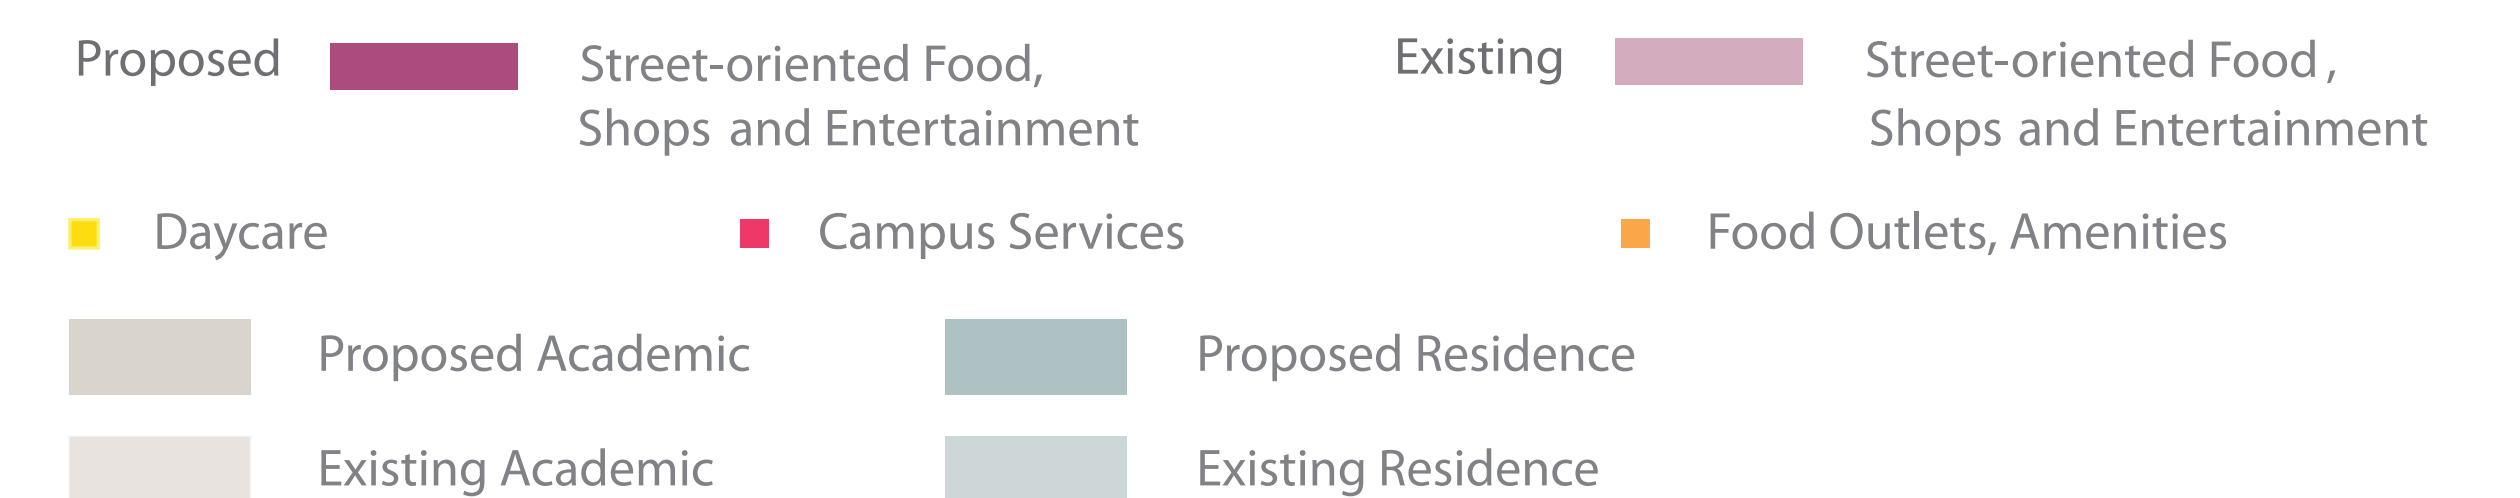 Proposed Street-oriented Food, Existing Street-oriented Food,
Shops and Entertainment Shops and Entertainment
Daycare Campus Services Food Outlets, Amenities
Proposed Academic Proposed Residence
Existing Academic Existing Residence